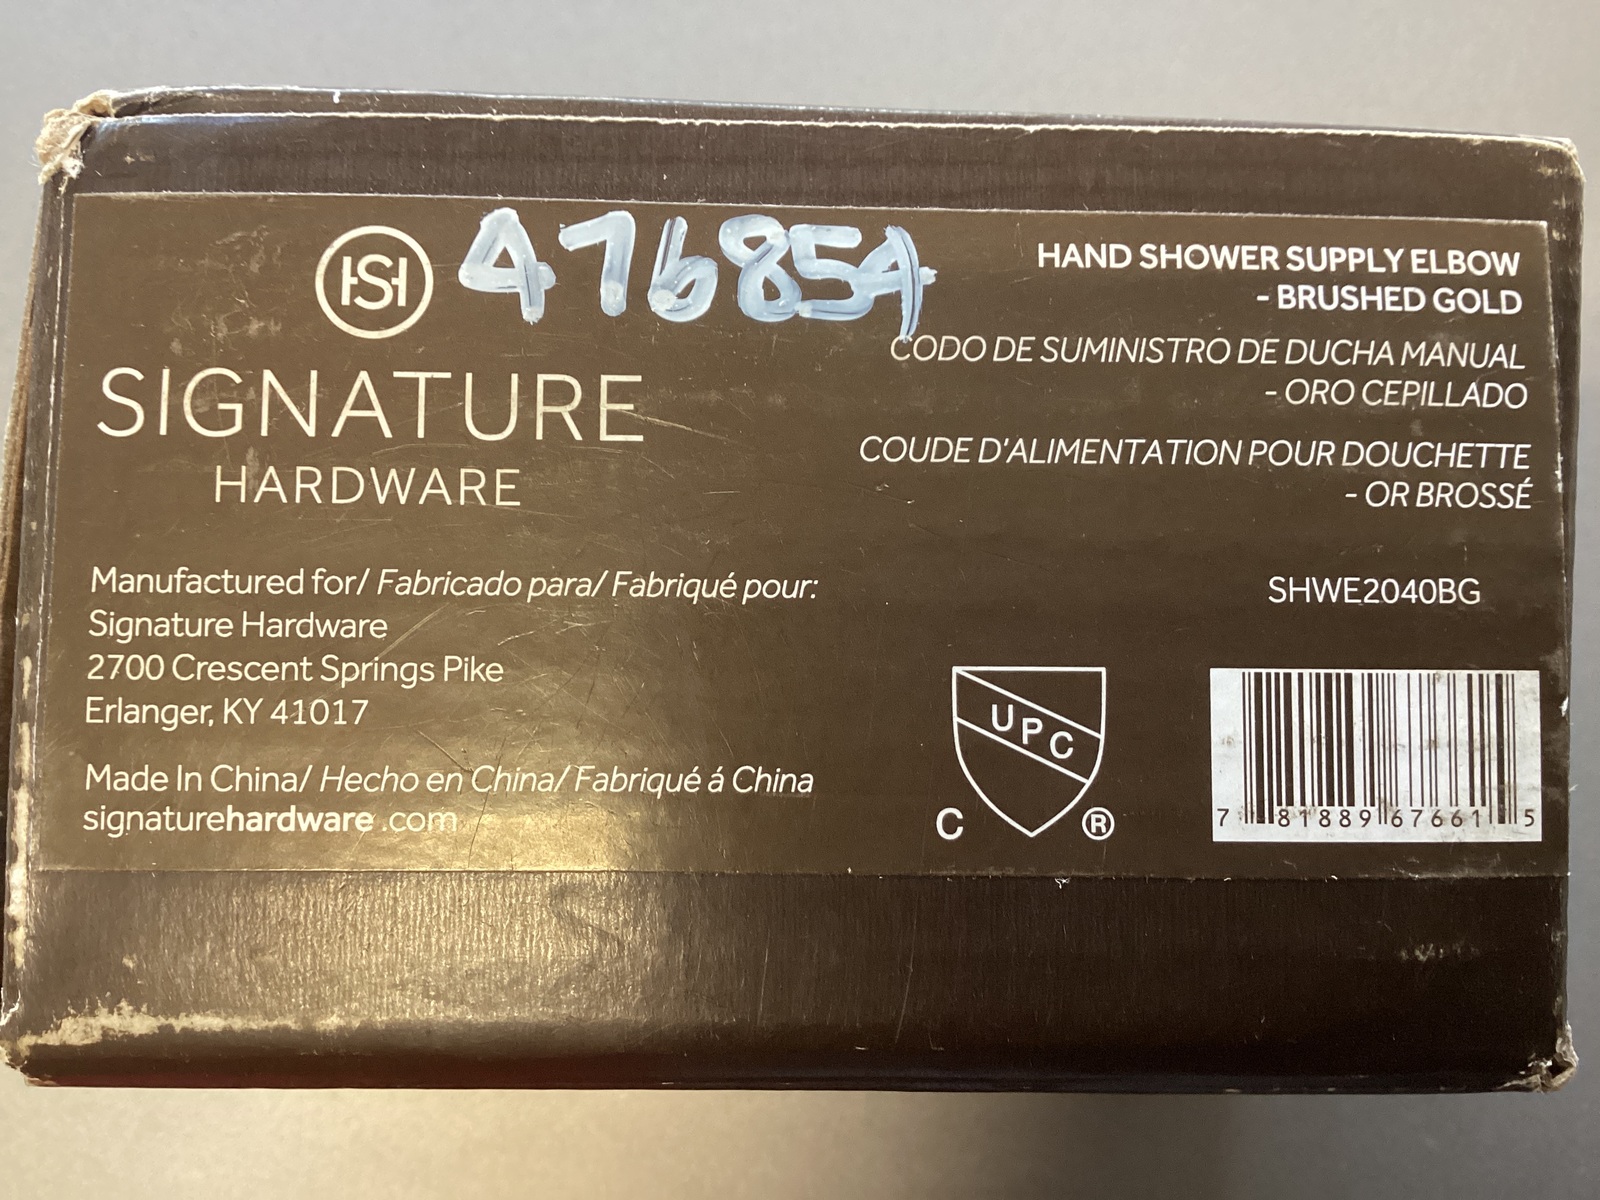 SH
476854
SIGNATURE
HARDWARE
HAND SHOWER SUPPLY ELBOW
- BRUSHED GOLD
CODO DE SUMINISTRO DE DUCHA MANUAL
- ORO CEPILLADO
COUDE D'ALIMENTATION POUR DOUCHETTE
- OR BROSSÉ
Manufactured for/ Fabricado para/ Fabriqué pour:
Signature Hardware
2700 Crescent Springs Pike
Erlanger, KY 41017
Made In China/ Hecho en China/ Fabriqué á China
signaturehardware .com
SHWE2040BG
UPC
C ®
7 81889 67661 5